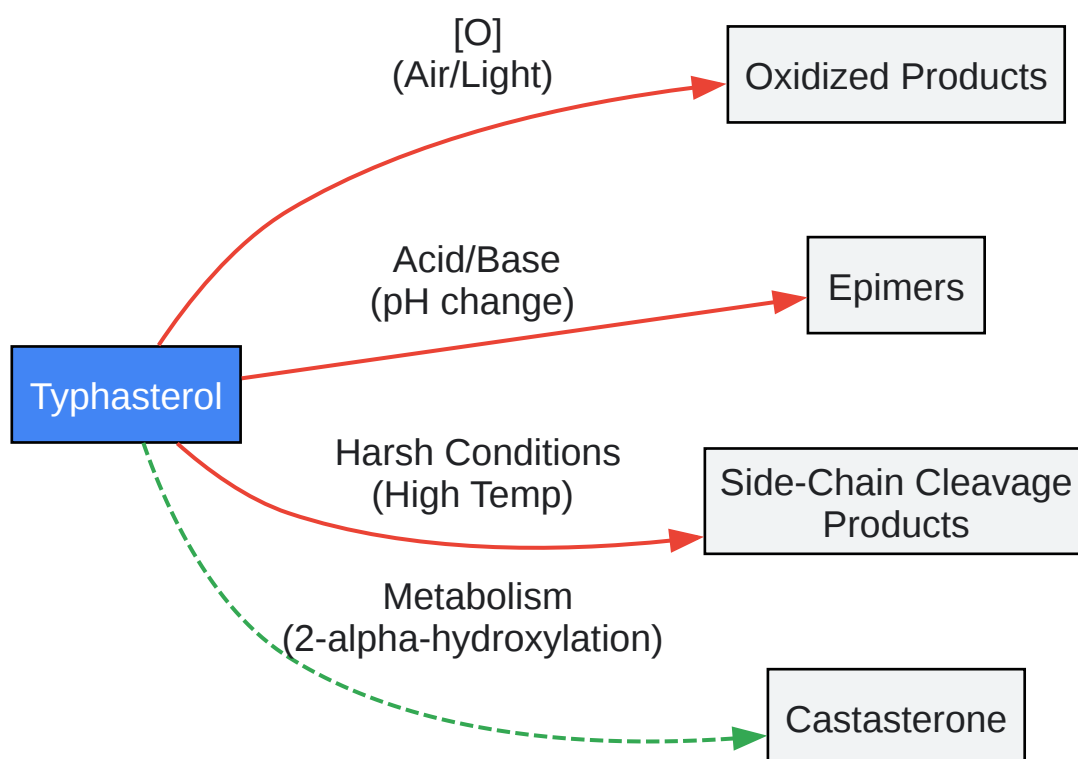 [O]
(Air/Light)
Oxidized Products
Acid/Base
(pH change)
Epimers
Typhasterol
Harsh Conditions
(High Temp)
Side-Chain Cleavage
Products
Metabolism
(2-alpha-hydroxylation)
Castasterone